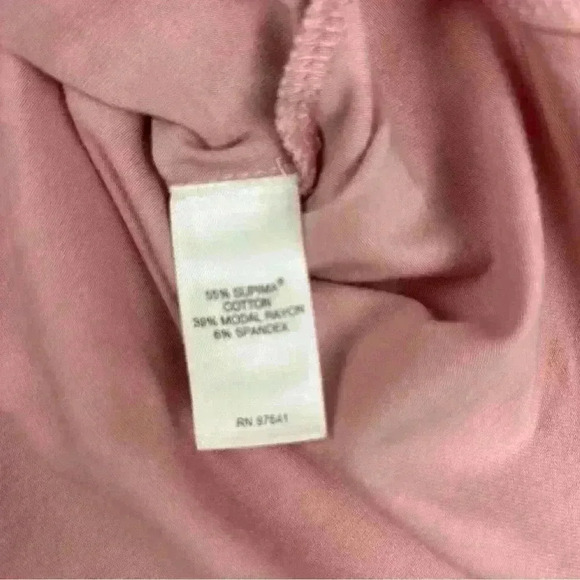 55% SUPIMA®
COTTON
39% MODAL RAYON
6% SPANDEX
RN 97641